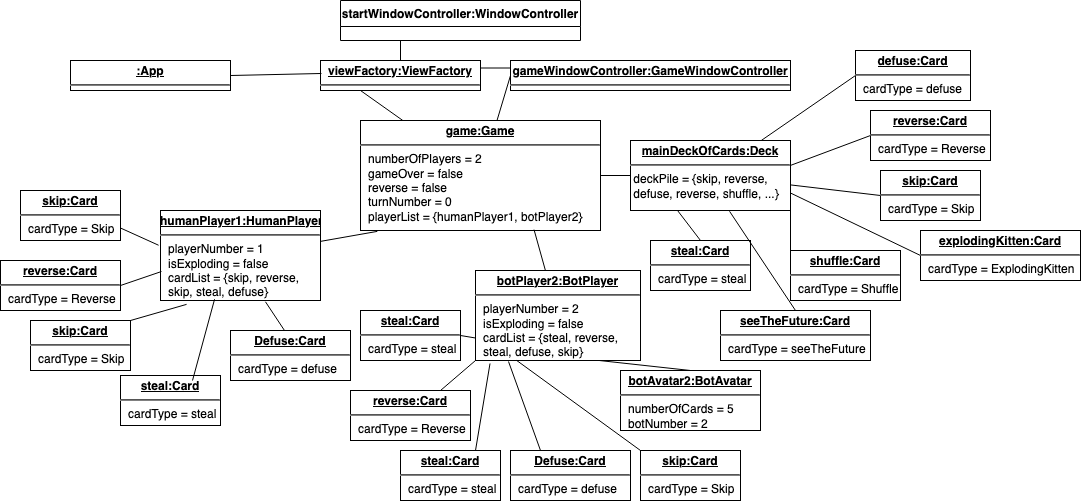 startWindowController:WindowController
:App
viewFactory:ViewFactory
gameWindowController:GameWindowController
defuse:Card
cardType = defuse
game:Game
numberOfPlayers = 2
gameOver = false
reverse = false
turnNumber = 0
playerList = {humanPlayer1, botPlayer2}
mainDeckOfCards:Deck
deckPile = {skip, reverse,
defuse, reverse, shuffle, ...}
reverse:Card
cardType = Reverse
skip:Card
cardType = Skip
explodingKitten:Card
cardType = ExplodingKitten
shuffle:Card
cardType = Shuffle
steal:Card
cardType = steal
seeTheFuture:Card
cardType = seeTheFuture
skip:Card
cardType = Skip
humanPlayer1:HumanPlayer
playerNumber = 1
isExploding = false
cardList = {skip, reverse,
skip, steal, defuse}
reverse:Card
cardType = Reverse
skip:Card
cardType = Skip
steal:Card
cardType = steal
Defuse:Card
cardType = defuse
botPlayer2:BotPlayer
playerNumber = 2
isExploding = false
cardList = {steal, reverse,
steal, defuse, skip}
steal:Card
cardType = steal
reverse:Card
cardType = Reverse
botAvatar2:BotAvatar
numberOfCards = 5
botNumber = 2
steal:Card
cardType = steal
Defuse:Card
cardType = defuse
skip:Card
cardType = Skip